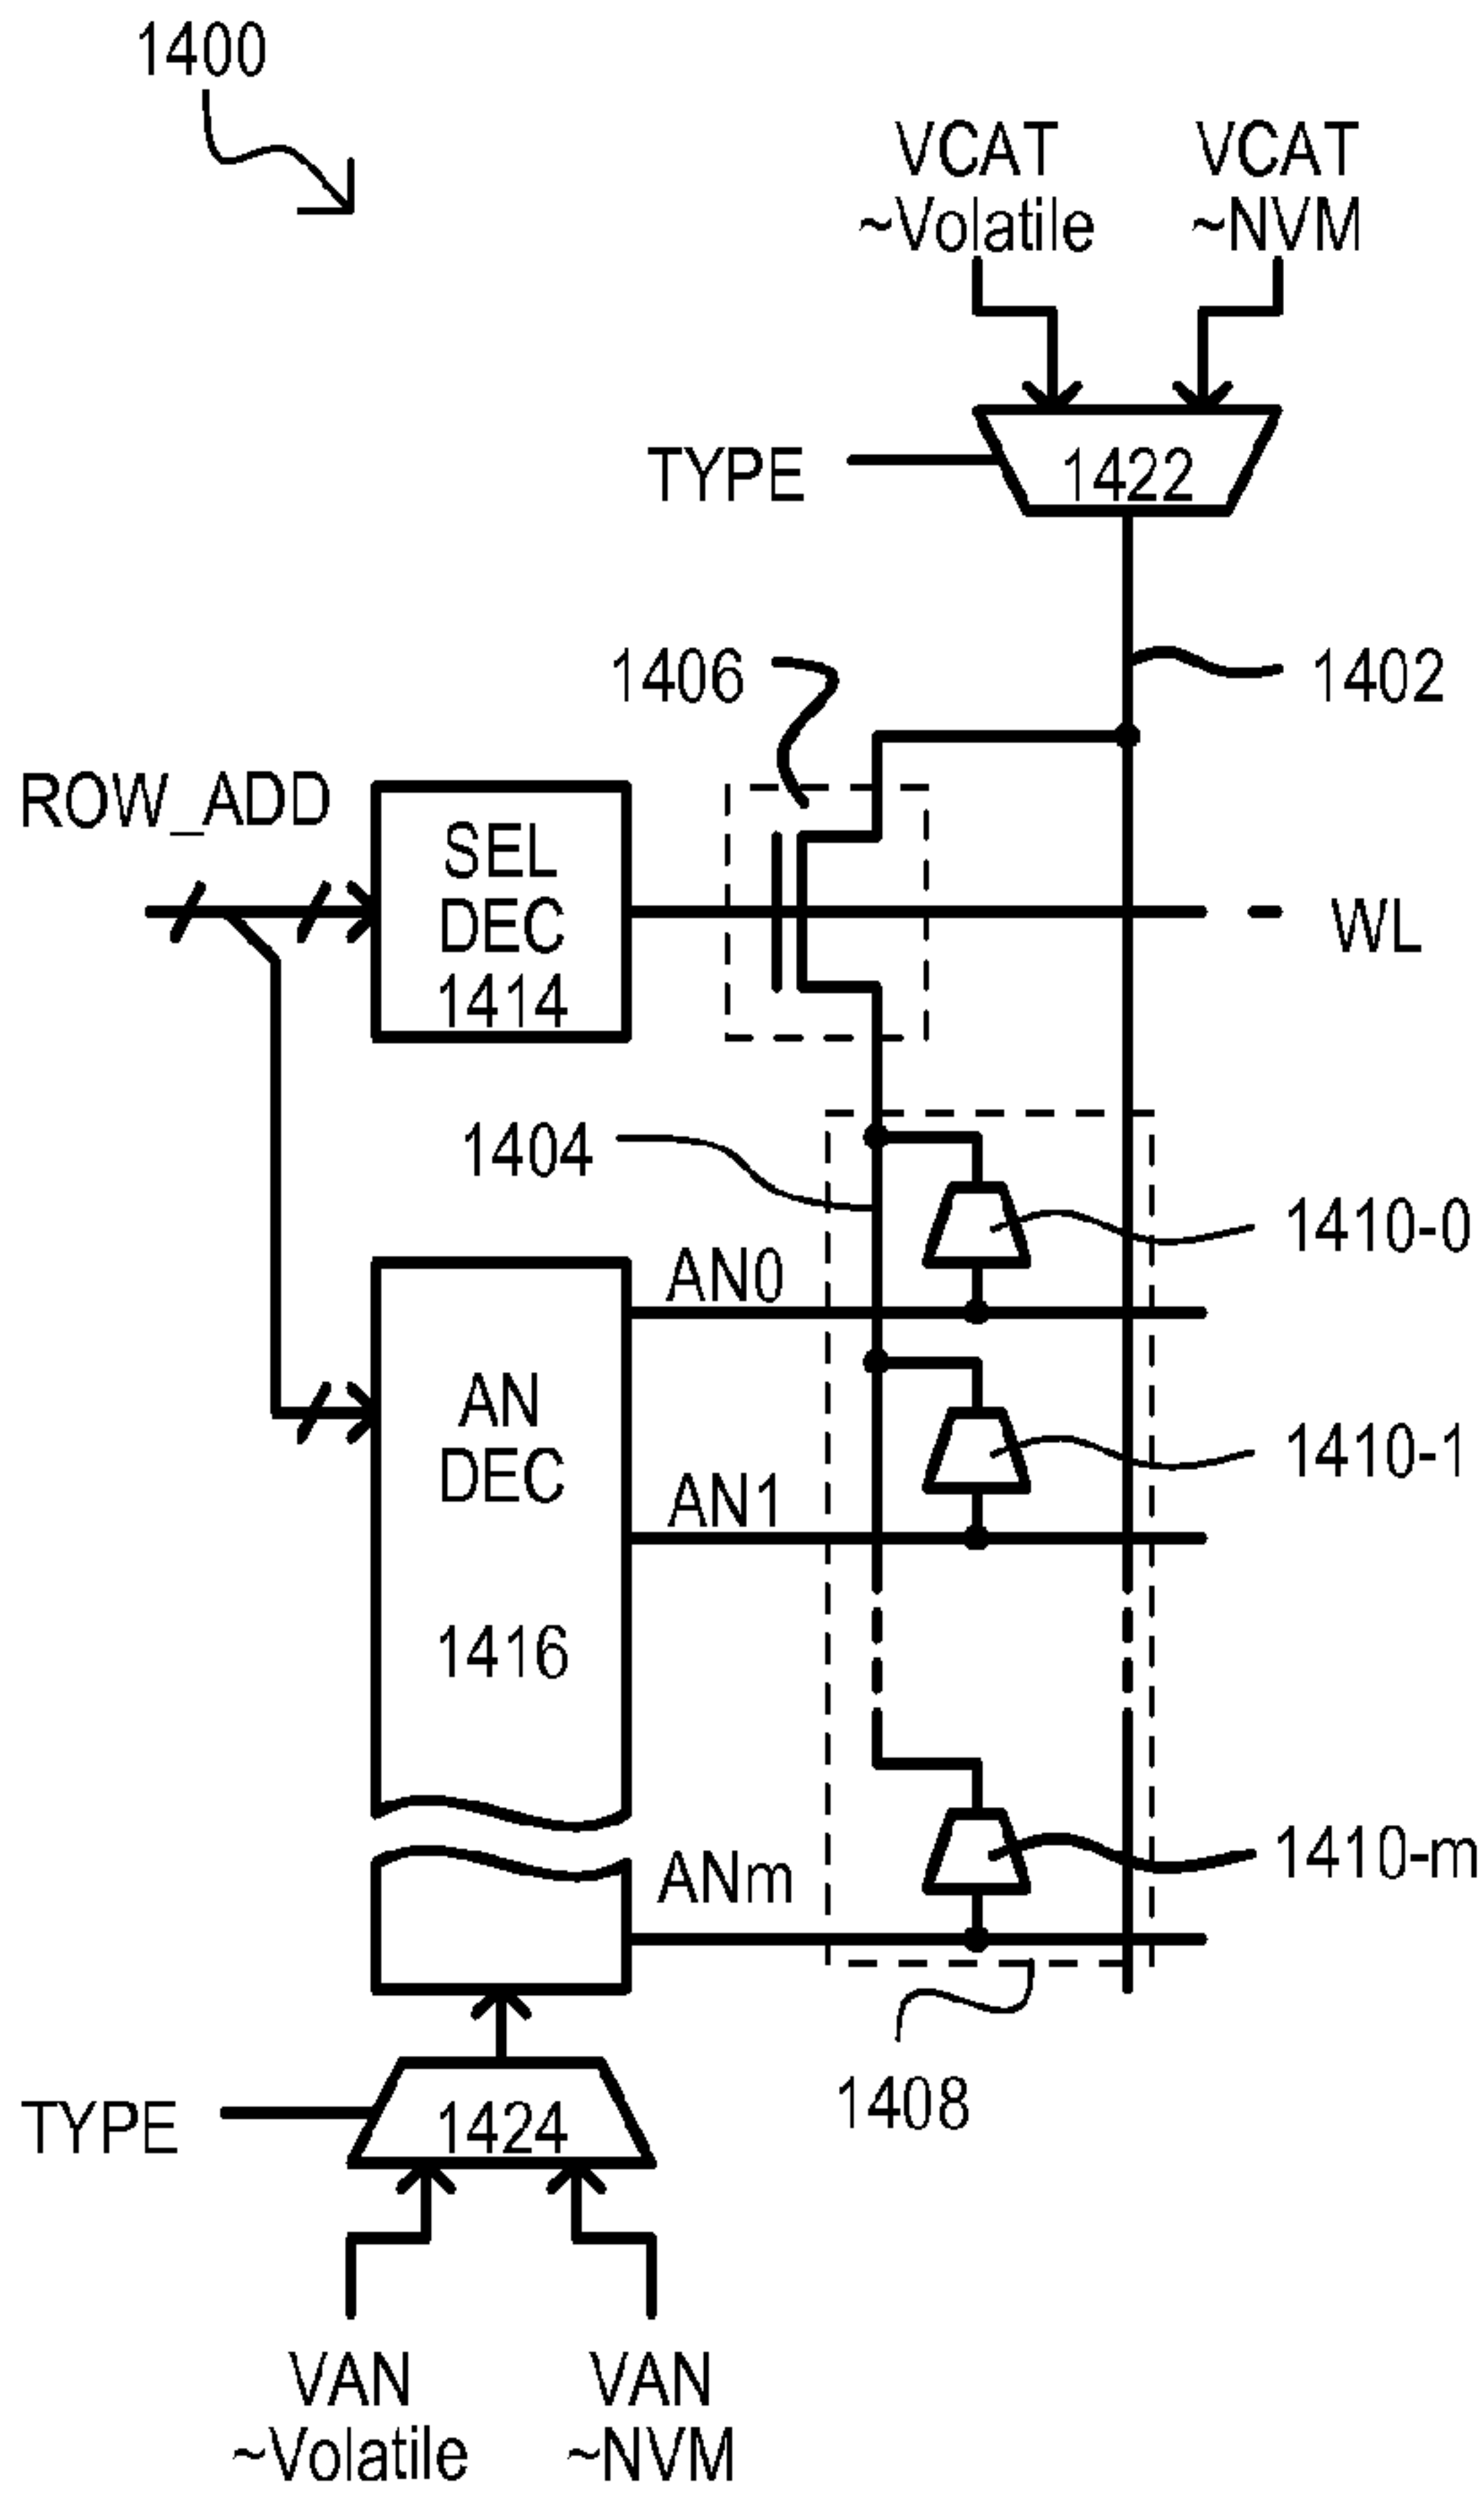 1400
VCAT
~Volatile
VCAT
~NVM
TYPE
1422
1406
1402
ROW_ADD
SEL
DEC
1414
WL
1404
1410-0
AN0
AN
DEC
1410-1
AN1
1416
ANm
1410-m
1408
TYPE
1424
VAN
~Volatile
VAN
~NVM